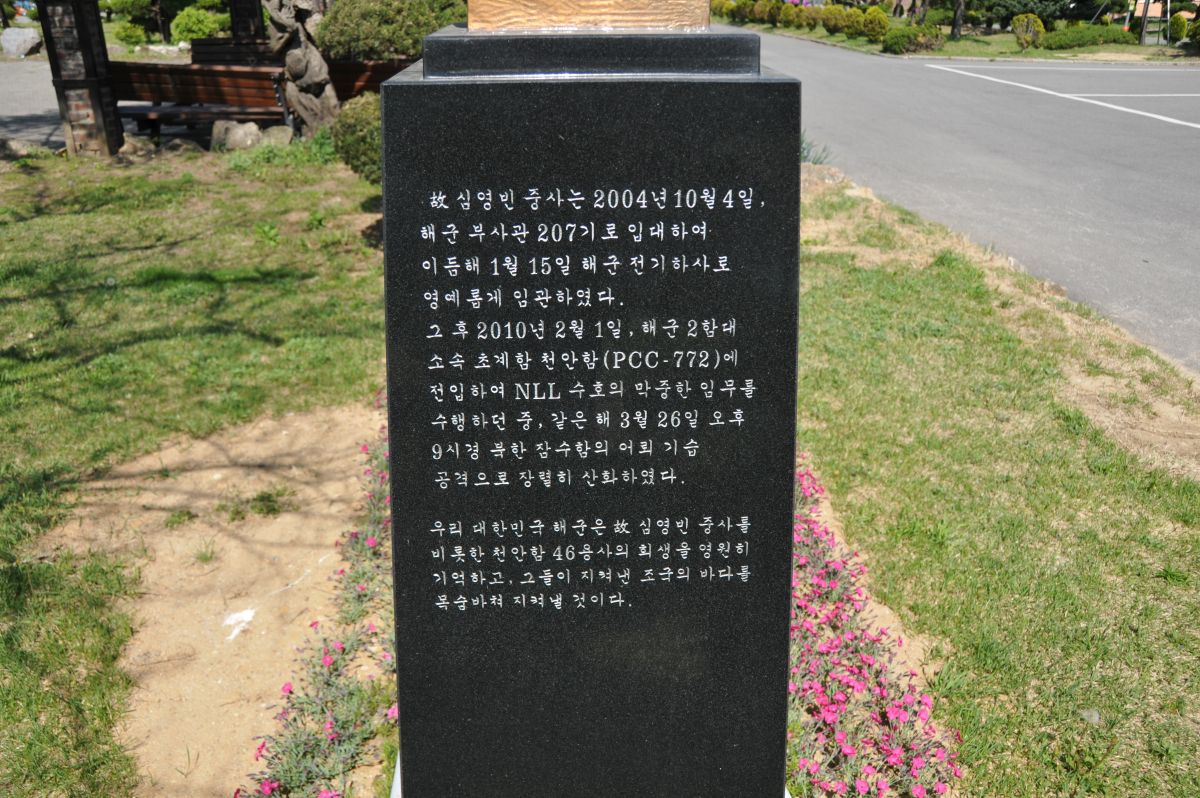 故 심영빈 중사는 2004년 10월 4일,
해군 부사관 207기로 입대하여
이듬해 1월 15일 해군 전기하사로
영예롭게 임관하였다.
그 후 2010년 2월 1일, 해군 2함대
소속 초계함 천안함(PCC-772)에
전입하여 NLL 수호의 막중한 임무를
수행하던 중, 같은 해 3월 26일 오후
9시경 북한 잠수함의 어뢰 기습
공격으로 장렬히 산화하였다.
우리 대한민국 해군은 故 심영빈 중사를
비롯한 천안함 46용사의 희생을 영원히
기억하고, 그들이 지켜낸 조국의 바다를
목숨바쳐 지켜낼 것이다.